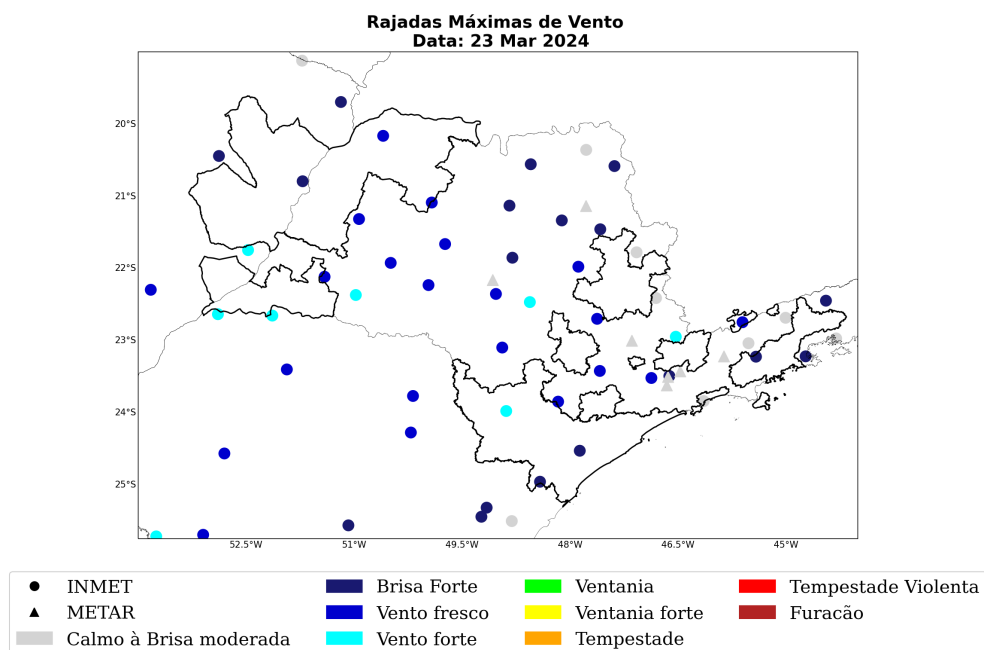 Rajadas Máximas de Vento
Data: 23 Mar 2024
20°S
21°S
22°S
23°S
24°S
25°S
52.5°W 51°W 49.5°W 48°W 46.5°W 45°W
INMET Brisa Forte Ventania Tempestade Violenta
METAR Vento fresco Ventania forte Furacão
Calmo à Brisa moderada Vento forte Tempestade